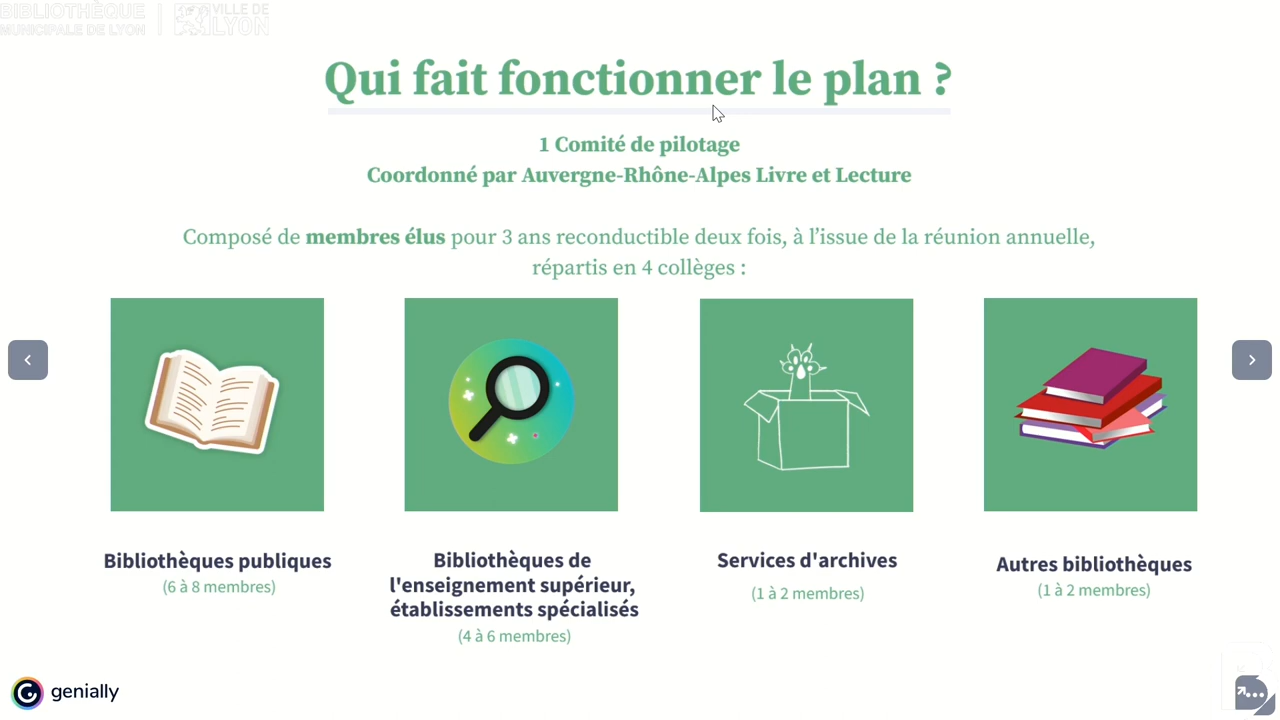 BIBLIOTHÈQUE
MUNICIPALE DE LYON
VILLE DE
LYON
Qui fait fonctionner le plan ?
1 Comité de pilotage
Coordonné par Auvergne-Rhône-Alpes Livre et Lecture
Composé de membres élus pour 3 ans reconductible deux fois, à l'issue de la réunion annuelle,
répartis en 4 collèges :
Bibliothèques publiques
(6 à 8 membres)
Bibliothèques de
l'enseignement supérieur,
établissements spécialisés
(4 à 6 membres)
Services d'archives
(1 à 2 membres)
Autres bibliothèques
(1 à 2 membres)
genially